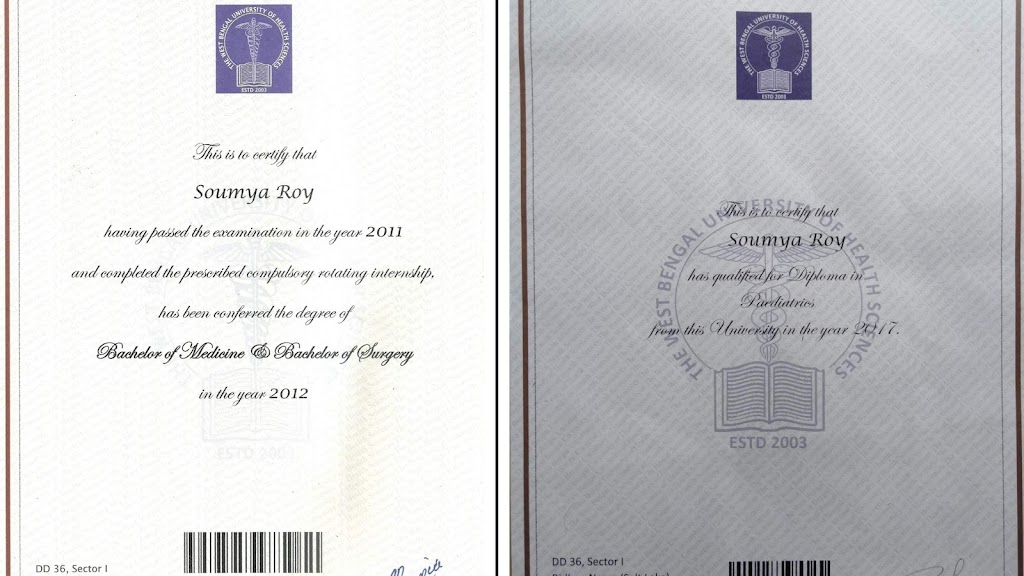 THE WEST BENGAL UNIVERSITY OF HEALTH SCIENCES
ESTD 2003
This is to certify that
Soumya Roy
having passed the examination in the year 2011
and completed the prescribed compulsory rotating internship,
has been conferred the degree of
Bachelor of Medicine & Bachelor of Surgery
in the year 2012
ESTD 2003
DD 36, Sector I
THE WEST BENGAL UNIVERSITY OF HEALTH SCIENCES
ESTD 2003
This is to certify that
Soumya Roy
has qualified for Diploma in
Paediatrics
from this University in the year 2017.
THE WEST BENGAL UNIVERSITY OF HEALTH SCIENCES
ESTD 2003
DD 36, Sector I